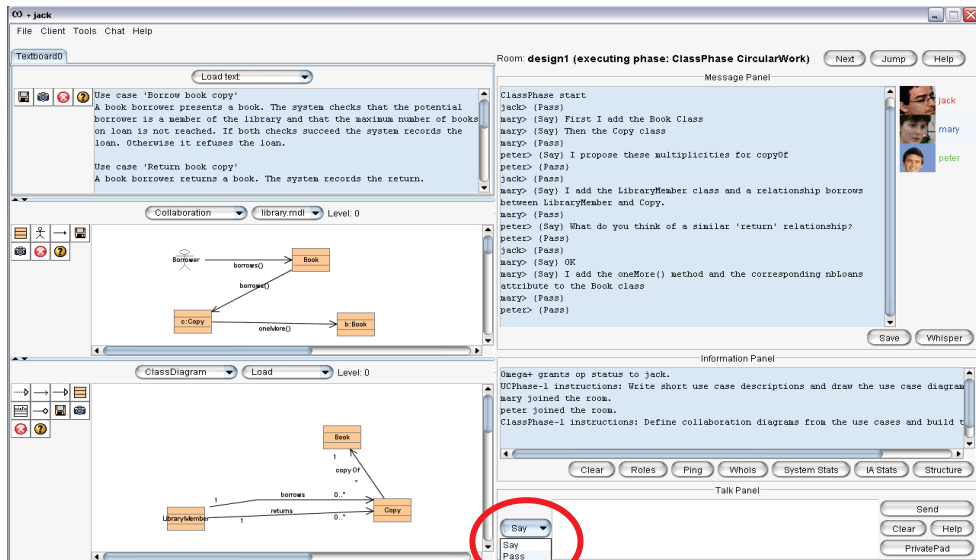 + jack
File Client Tools Chat Help
Textboard0
Load text:
Use case 'Borrow book copy'
A book borrower presents a book. The system checks that the potential
borrower is a member of the library and that the maximum number of books
on loan is not reached. If both checks succeed the system records the
loan. Otherwise it refuses the loan.
Use case 'Return book copy'
A book borrower returns a book. The system records the return.
Collaboration library.mdl Level: 0
Borrower
borrows()
Book
borrows()
c:Copy
oneMore()
b:Book
ClassDiagram Load Level: 0
Book
1 1
copyOf
*
LibraryMember
1 borrows 0..*
1 returns 0..*
Copy
Room: design1 (executing phase: ClassPhase CircularWork) Next Jump Help
Message Panel
ClassPhase start
jack> (Pass)
mary> (Say) First I add the Book Class
mary> (Say) Then the Copy class
mary> (Pass)
peter> (Say) I propose these multiplicities for copyOf
jack> (Pass)
mary> (Say) I add the LibraryMember class and a relationship borrows
between LibraryMember and Copy.
mary> (Pass)
peter> (Say) What do you think of a similar 'return' relationship?
peter> (Pass)
jack> (Pass)
mary> (Say) OK
mary> (Say) I add the oneMore() method and the corresponding nbLoans
attribute to the Book class
mary> (Pass)
peter> (Pass)
jack
mary
peter
Save Whisper
Information Panel
Omega+ grants op status to jack.
UCPhase-1 instructions: Write short use case descriptions and draw the use case diagram
mary joined the room.
peter joined the room.
ClassPhase-1 instructions: Define collaboration diagrams from the use cases and build t
Clear Roles Ping Whois System Stats IA Stats Structure
Talk Panel
Say
Say
Pass
Send
Clear Help
PrivatePad